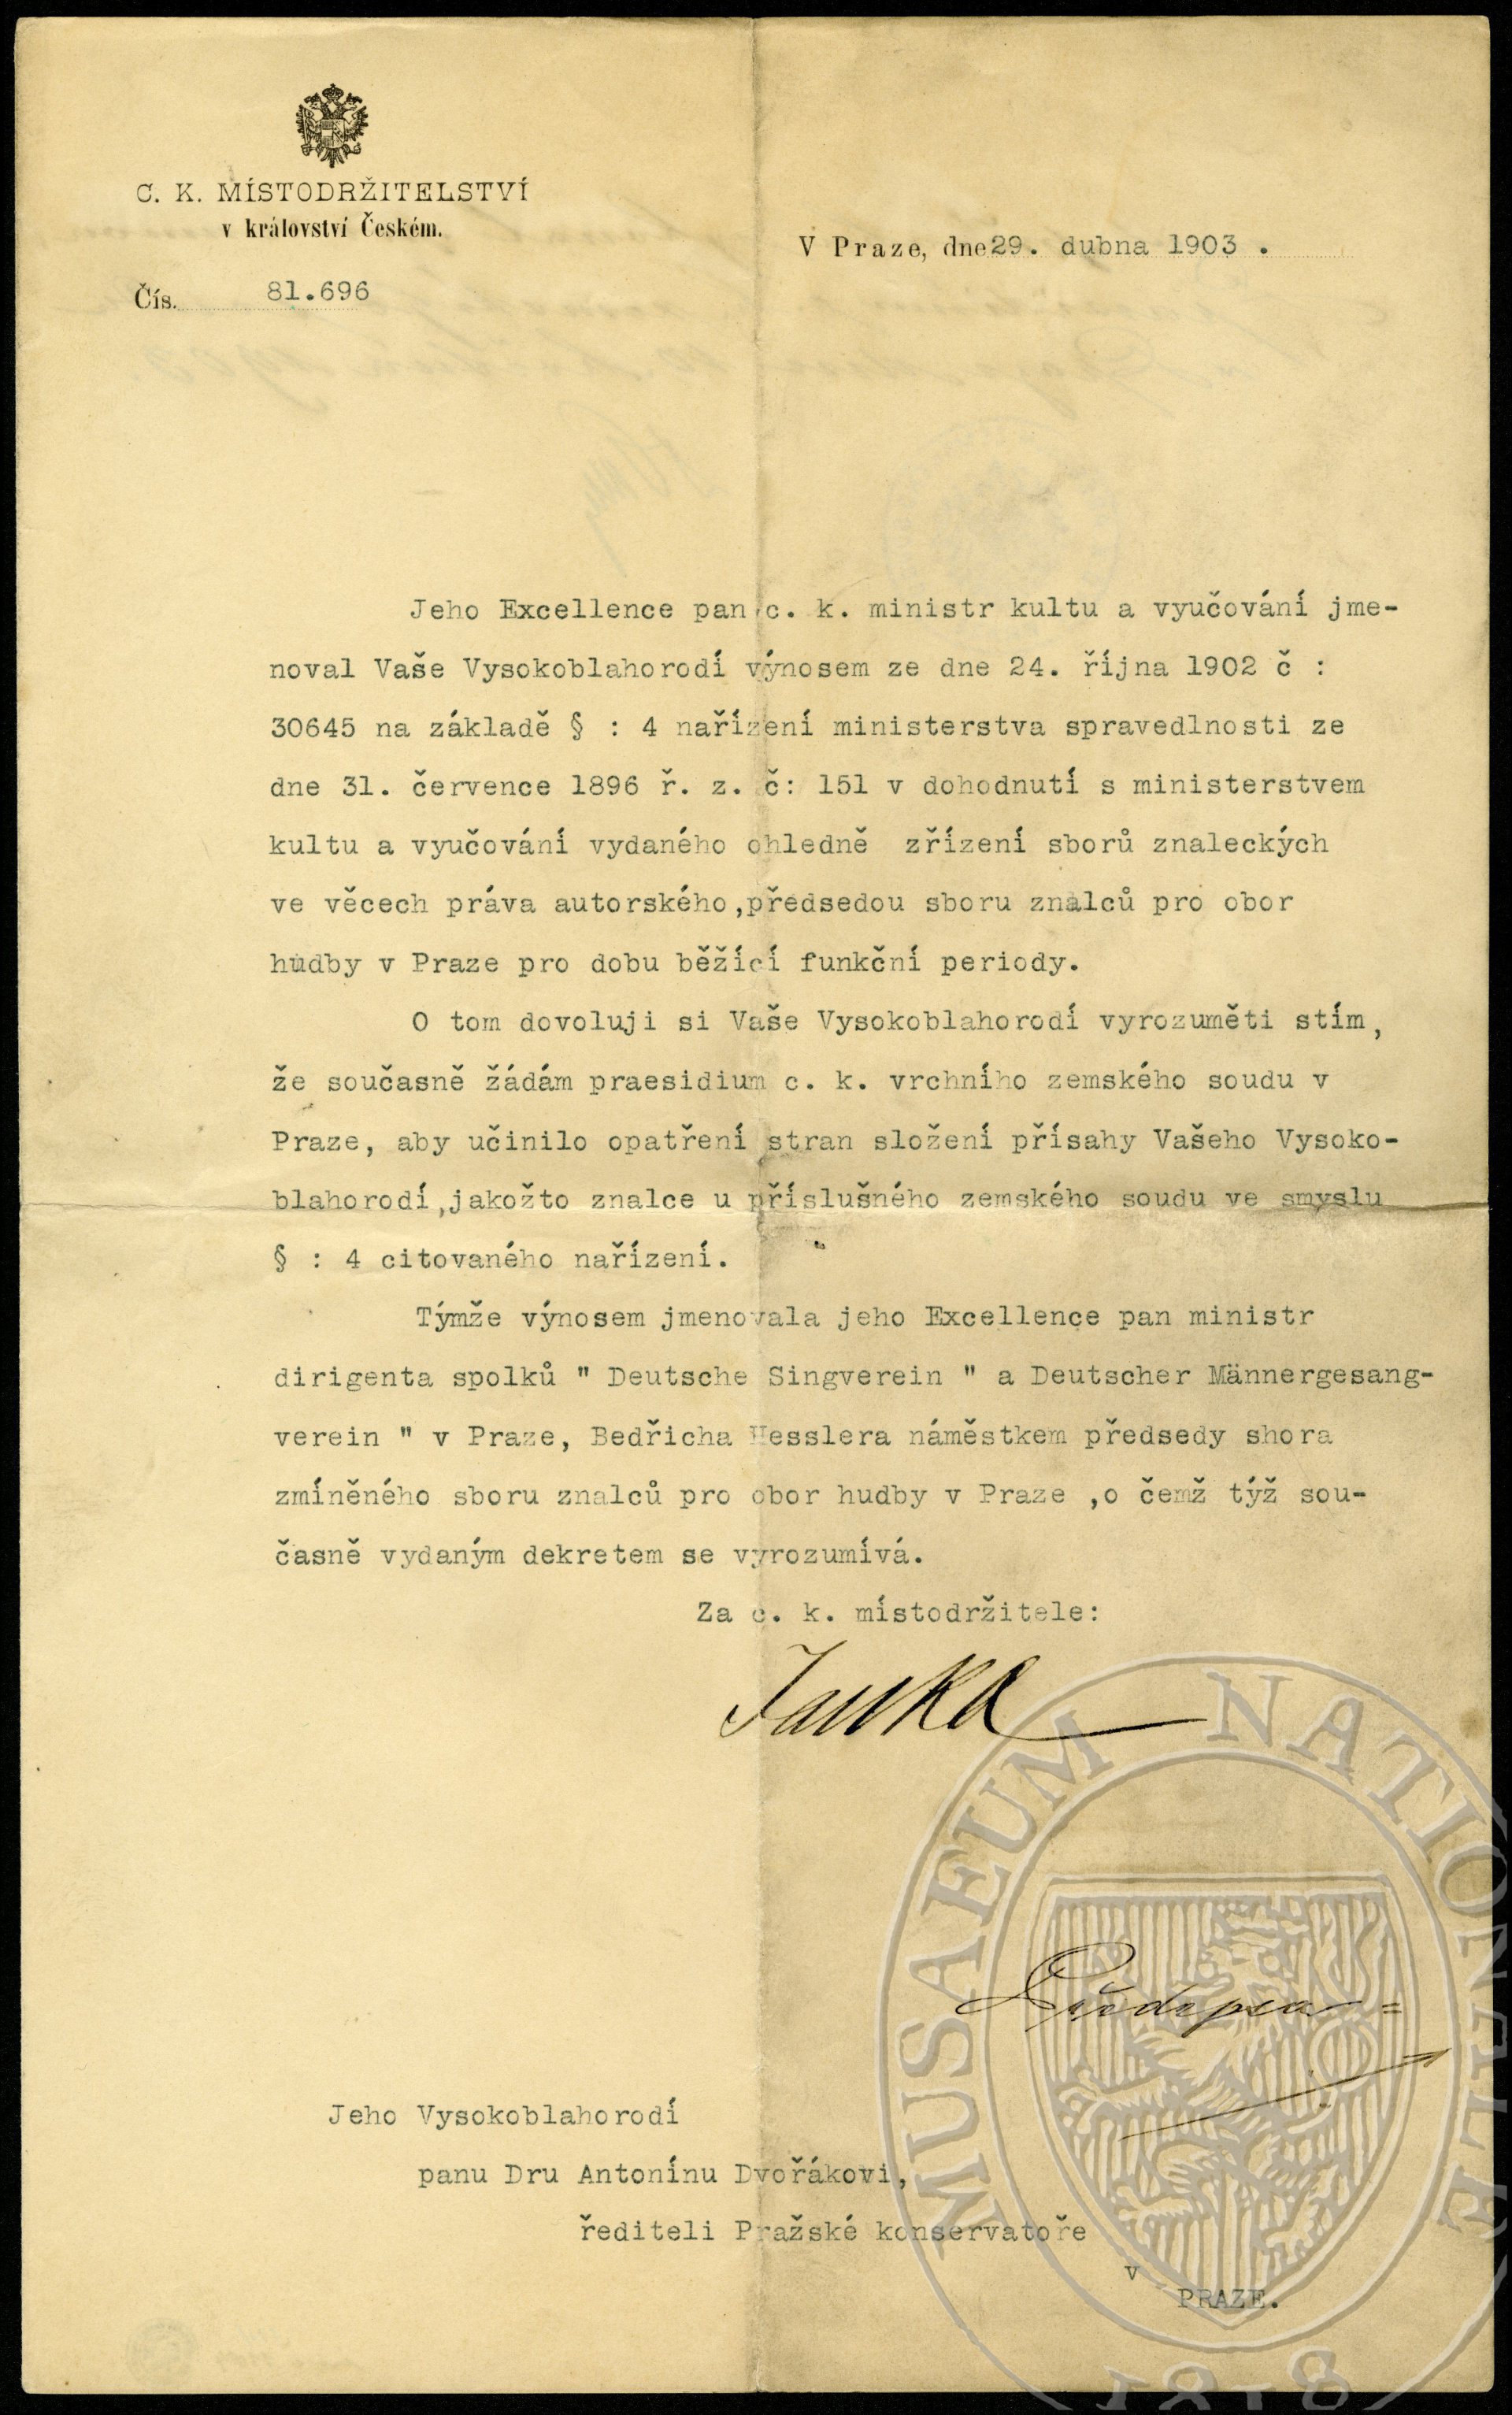 C. K. MÍSTODRŽITELSTVÍ
v království Českém.
V Praze, dne 29. dubna 1903 .
Čís. 81.696
Jeho Excellence pan c. k. ministr kultu a vyučování jme-
noval Vaše Vysokoblahorodí výnosem ze dne 24. října 1902 č :
30645 na základě § : 4 nařízení ministerstva spravedlnosti ze
dne 31. července 1896 ř. z. č: 151 v dohodnutí s ministerstvem
kultu a vyučování vydaného ohledně zřízení sborů znaleckých
ve věcech práva autorského,předsedou sboru znalců pro obor
hudby v Praze pro dobu běžící funkční periody.
O tom dovoluji si Vaše Vysokoblahorodí vyrozuměti stím,
že současně žádám praesidium c. k. vrchního zemského soudu v
Praze, aby učinilo opatření stran složení přísahy Vašeho Vysoko-
blahorodí,jakožto znalce u příslušného zemského soudu ve smyslu
§ : 4 citovaného nařízení.
Týmže výnosem jmenovala jeho Excellence pan ministr
dirigenta spolků " Deutsche Singverein " a Deutscher Männergesang-
verein " v Praze, Bedřicha Hesslera náměstkem předsedy shora
zmíněného sboru znalců pro obor hudby v Praze ,o čemž týž sou-
časně vydaným dekretem se vyrozumívá.
Za c. k. místodržitele:
Jeho Vysokoblahorodí
panu Dru Antonínu Dvořákovi,
řediteli Pražské konservatoře
v
PRAZE.
MUSAEUM NATIONALE
1818